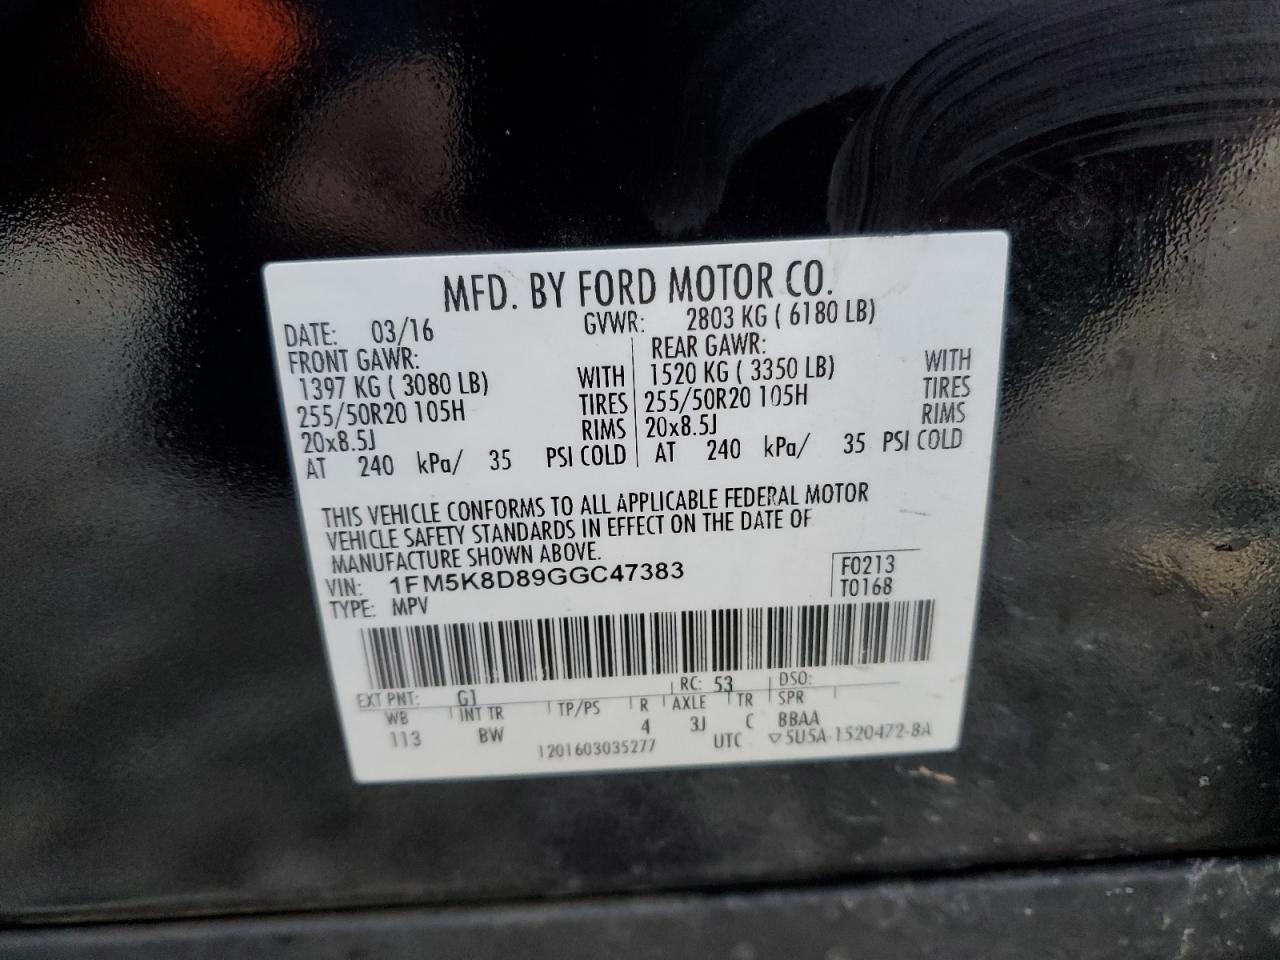 MFD. BY FORD MOTOR CO.
DATE: 03/16 GVWR: 2803 KG ( 6180 LB)
FRONT GAWR: REAR GAWR:
1397 KG ( 3080 LB) WITH 1520 KG ( 3350 LB) WITH
255/50R20 105H TIRES 255/50R20 105H TIRES
20x8.5J RIMS 20x8.5J RIMS
AT 240 kPa/ 35 PSI COLD AT 240 kPa/ 35 PSI COLD
THIS VEHICLE CONFORMS TO ALL APPLICABLE FEDERAL MOTOR
VEHICLE SAFETY STANDARDS IN EFFECT ON THE DATE OF
MANUFACTURE SHOWN ABOVE.
VIN: 1FM5K8D89GGC47383 F0213
TYPE: MPV T0168
EXT PNT: G1 RC: 53 DSO:
WB INT TR TP/PS R AXLE TR SPR
113 BW 4 3J C BBAA
1201603035277 UTC ▽5U5A-1520472-BA